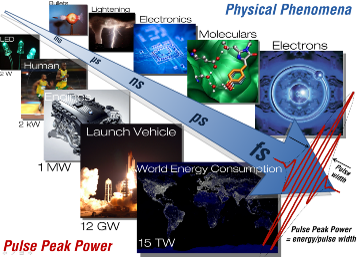 Physical Phenomena
Bullets
Lightening
Electronics
Moleculars
Electrons
LED
2 W
ms
µs
ns
ps
fs
Human
2 kW
Engine
1 MW
Launch Vehicle
12 GW
World Energy Consumption
15 TW
Pulse
width
Pulse Peak Power
= energy/pulse width
Pulse Peak Power